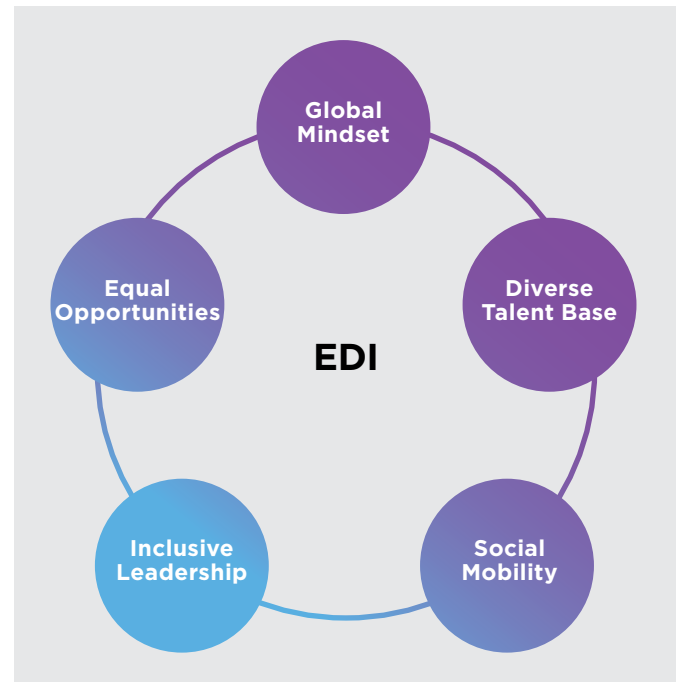 Global
Mindset
Equal
Opportunities
Diverse
Talent Base
EDI
Inclusive
Leadership
Social
Mobility